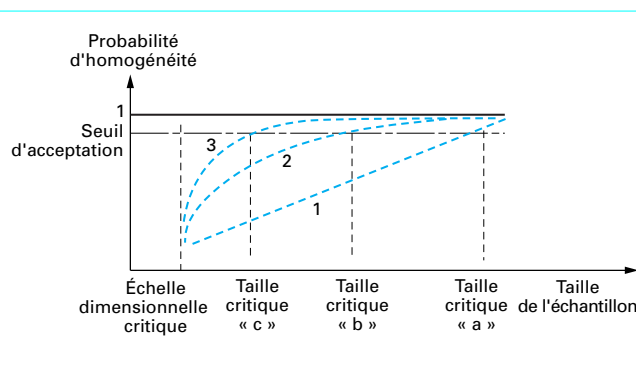 Probabilité
d'homogénéité
1
Seuil
d'acceptation
3
2
1
Échelle
dimensionnelle
critique
Taille
critique
« c »
Taille
critique
« b »
Taille
critique
« a »
Taille
de l'échantillon